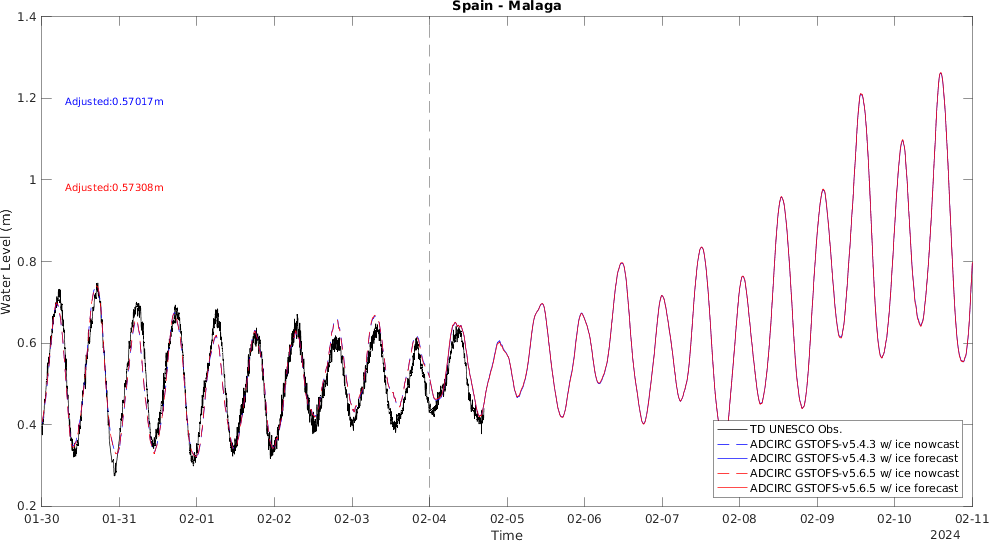 Spain - Malaga
1.4
1.2
1
0.8
0.6
0.4
0.2
Water Level (m)
Adjusted:0.57017m
Adjusted:0.57308m
TD UNESCO Obs.
ADCIRC GSTOFS-v5.4.3 w/ ice nowcast
ADCIRC GSTOFS-v5.4.3 w/ ice forecast
ADCIRC GSTOFS-v5.6.5 w/ ice nowcast
ADCIRC GSTOFS-v5.6.5 w/ ice forecast
01-30 01-31 02-01 02-02 02-03 02-04 02-05 02-06 02-07 02-08 02-09 02-10 02-11
Time
2024